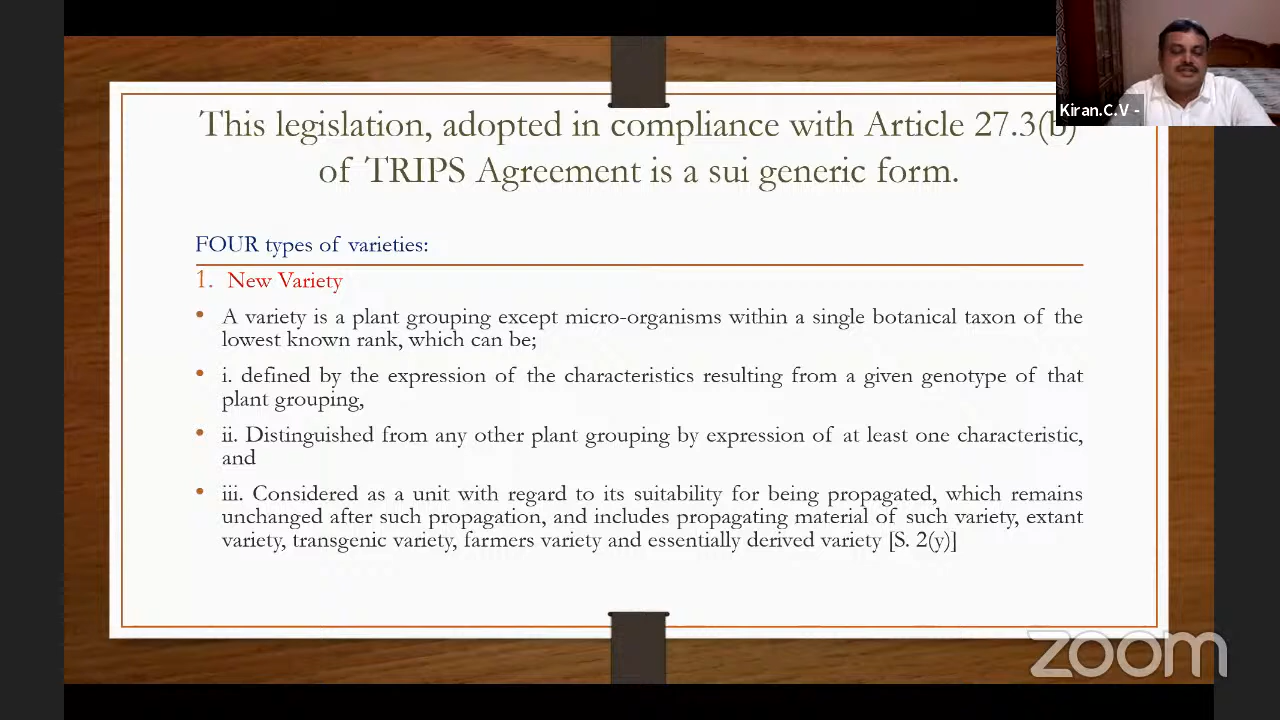 This legislation, adopted in compliance with Article 27.3(b)
of TRIPS Agreement is a sui generic form.
Kiran.C.V -
FOUR types of varieties:
1. New Variety
• A variety is a plant grouping except micro-organisms within a single botanical taxon of the
lowest known rank, which can be;
• i. defined by the expression of the characteristics resulting from a given genotype of that
plant grouping,
• ii. Distinguished from any other plant grouping by expression of at least one characteristic,
and
• iii. Considered as a unit with regard to its suitability for being propagated, which remains
unchanged after such propagation, and includes propagating material of such variety, extant
variety, transgenic variety, farmers variety and essentially derived variety [S. 2(y)]
zoom